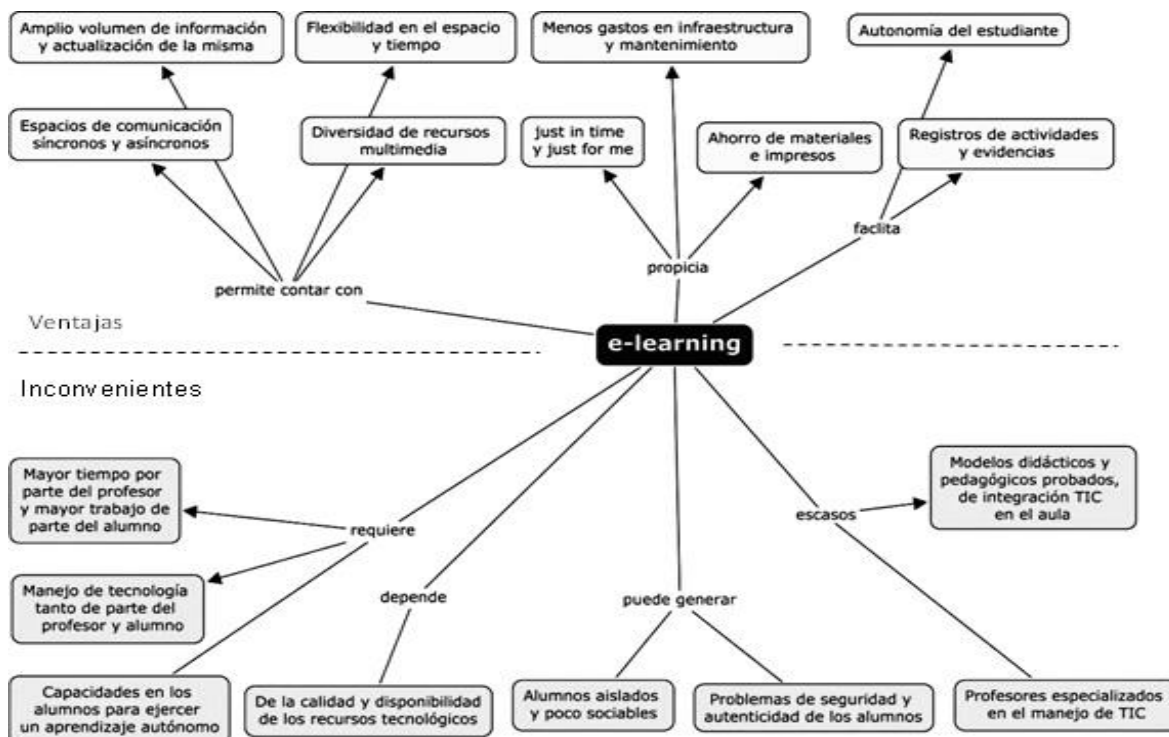 Amplio volumen de información
y actualización de la misma
Flexibilidad en el espacio
y tiempo
Menos gastos en infraestructura
y mantenimiento
Autonomía del estudiante
Espacios de comunicación
síncronos y asíncronos
Diversidad de recursos
multimedia
just in time
y just for me
Ahorro de materiales
e impresos
Registros de actividades
y evidencias
faclita
propicia
permite contar con
Ventajas
e-learning
Inconvenientes
Mayor tiempo por
parte del profesor
y mayor trabajo de
parte del alumno
Modelos didácticos y
pedagógicos probados,
de integración TIC
en el aula
escasos
requiere
Manejo de tecnología
tanto de parte del
profesor y alumno
depende
puede generar
Capacidades en los
alumnos para ejercer
un aprendizaje autónomo
De la calidad y disponibilidad
de los recursos tecnológicos
Alumnos aislados
y poco sociables
Problemas de seguridad y
autenticidad de los alumnos
Profesores especializados
en el manejo de TIC